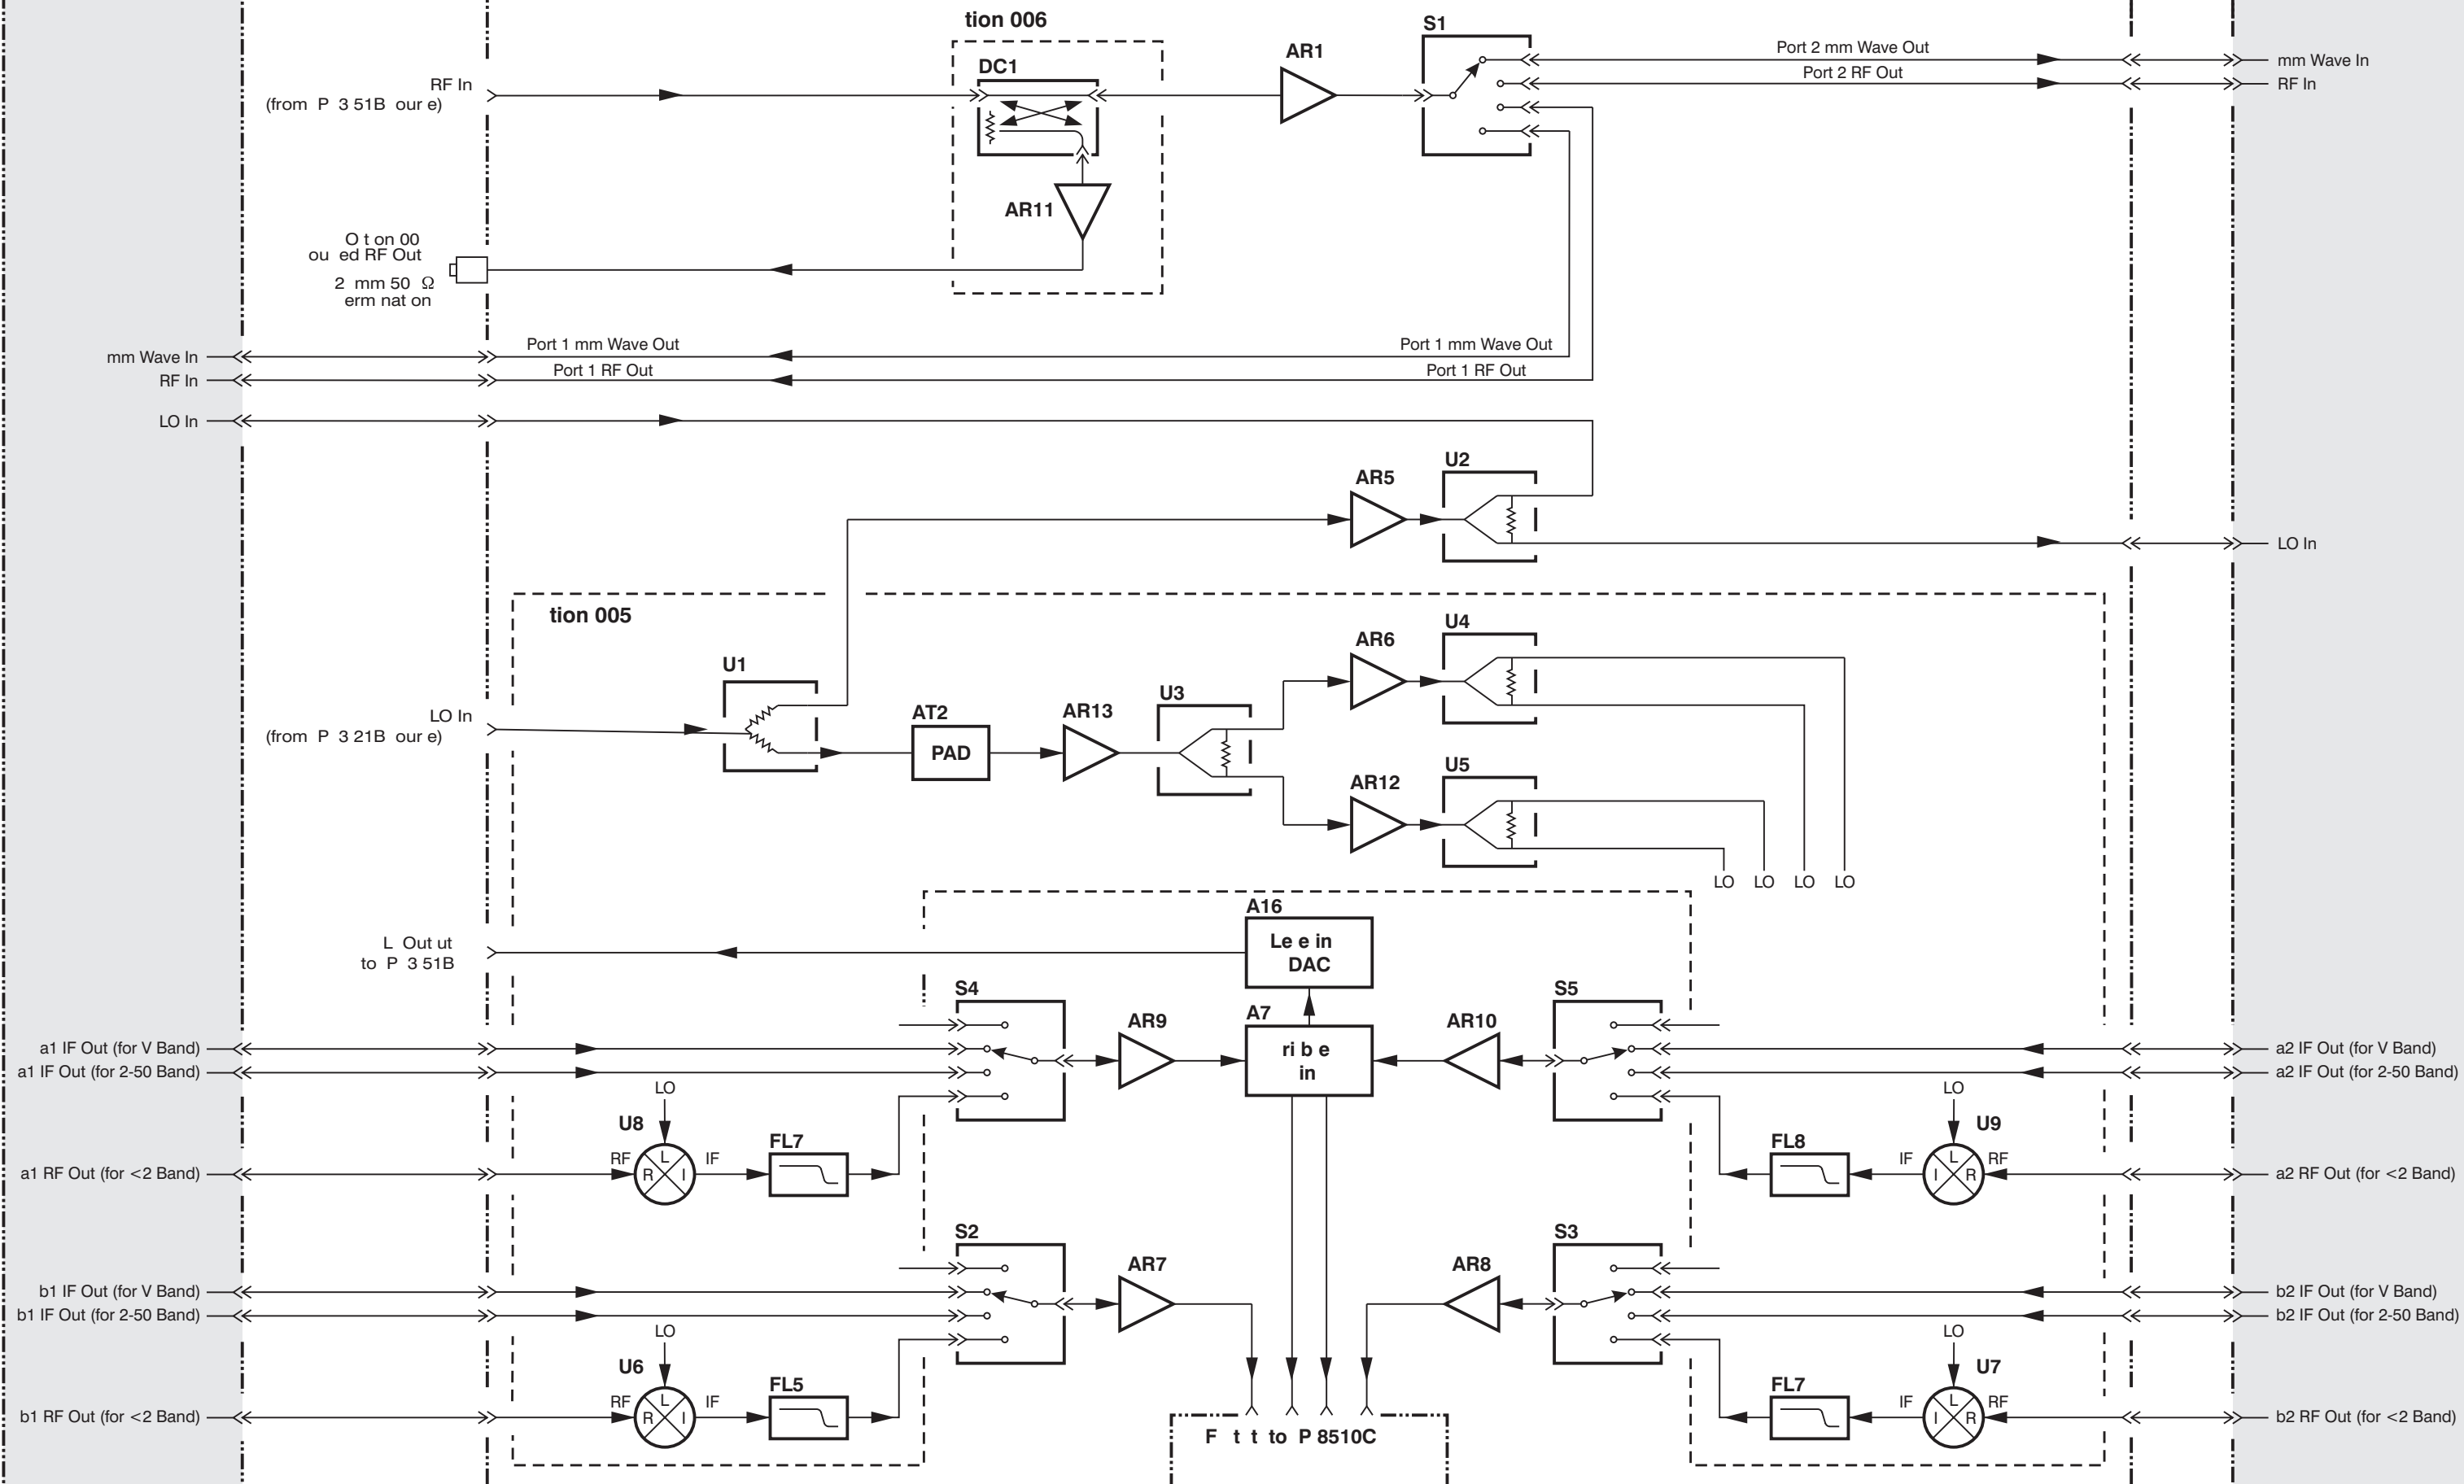 tion 006
S1
AR1
DC1
Port 2 mm Wave Out
mm Wave In
Port 2 RF Out
RF In
RF In
(from P 3 51B our e)
AR11
O t on 00
ou ed RF Out
2 mm 50 Ω
erm nat on
Port 1 mm Wave Out
Port 1 mm Wave Out
mm Wave In
Port 1 RF Out
Port 1 RF Out
RF In
LO In
U2
AR5
LO In
tion 005
U4
AR6
U1
U3
LO In
(from P 3 21B our e)
AT2
AR13
PAD
U5
AR12
LO LO LO LO
A16
L Out ut
to P 3 51B
Le e in
DAC
S4
S5
A7
AR9
AR10
ri b e
in
a1 IF Out (for V Band)
a2 IF Out (for V Band)
a1 IF Out (for 2-50 Band)
a2 IF Out (for 2-50 Band)
LO
LO
U8
U9
FL7
FL8
RF
L
R
I
IF
IF
L
I
R
RF
a1 RF Out (for <2 Band)
a2 RF Out (for <2 Band)
S2
S3
AR7
AR8
b1 IF Out (for V Band)
b2 IF Out (for V Band)
b1 IF Out (for 2-50 Band)
b2 IF Out (for 2-50 Band)
LO
LO
U6
U7
FL5
FL7
RF
L
R
I
IF
IF
L
I
R
RF
b1 RF Out (for <2 Band)
b2 RF Out (for <2 Band)
F t t to P 8510C